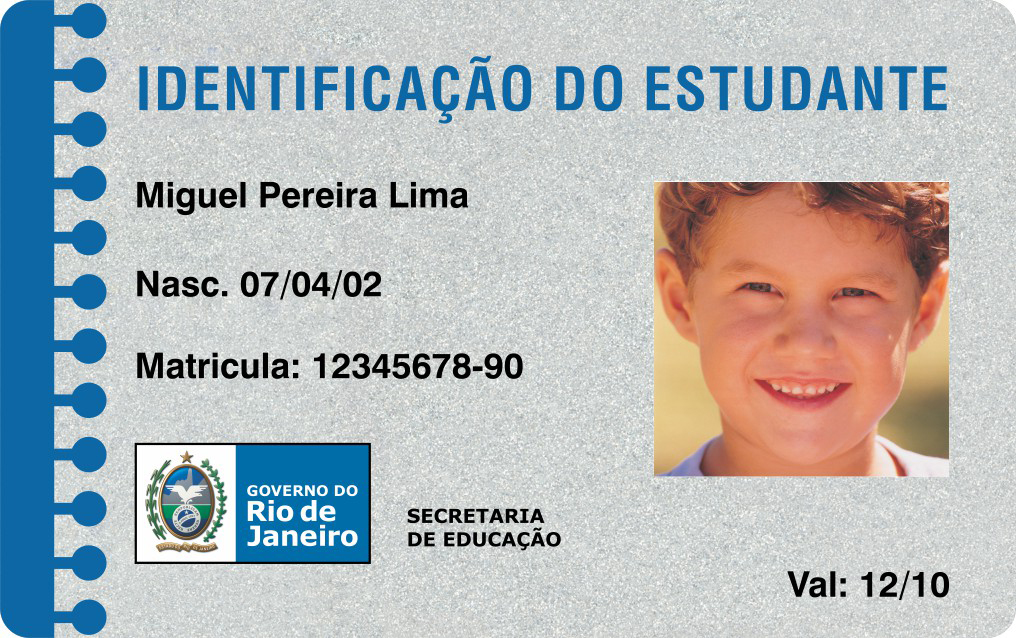 IDENTIFICAÇÃO DO ESTUDANTE
Miguel Pereira Lima
Nasc. 07/04/02
Matricula: 12345678-90
GOVERNO DO
Rio de
Janeiro
SECRETARIA
DE EDUCAÇÃO
Val: 12/10